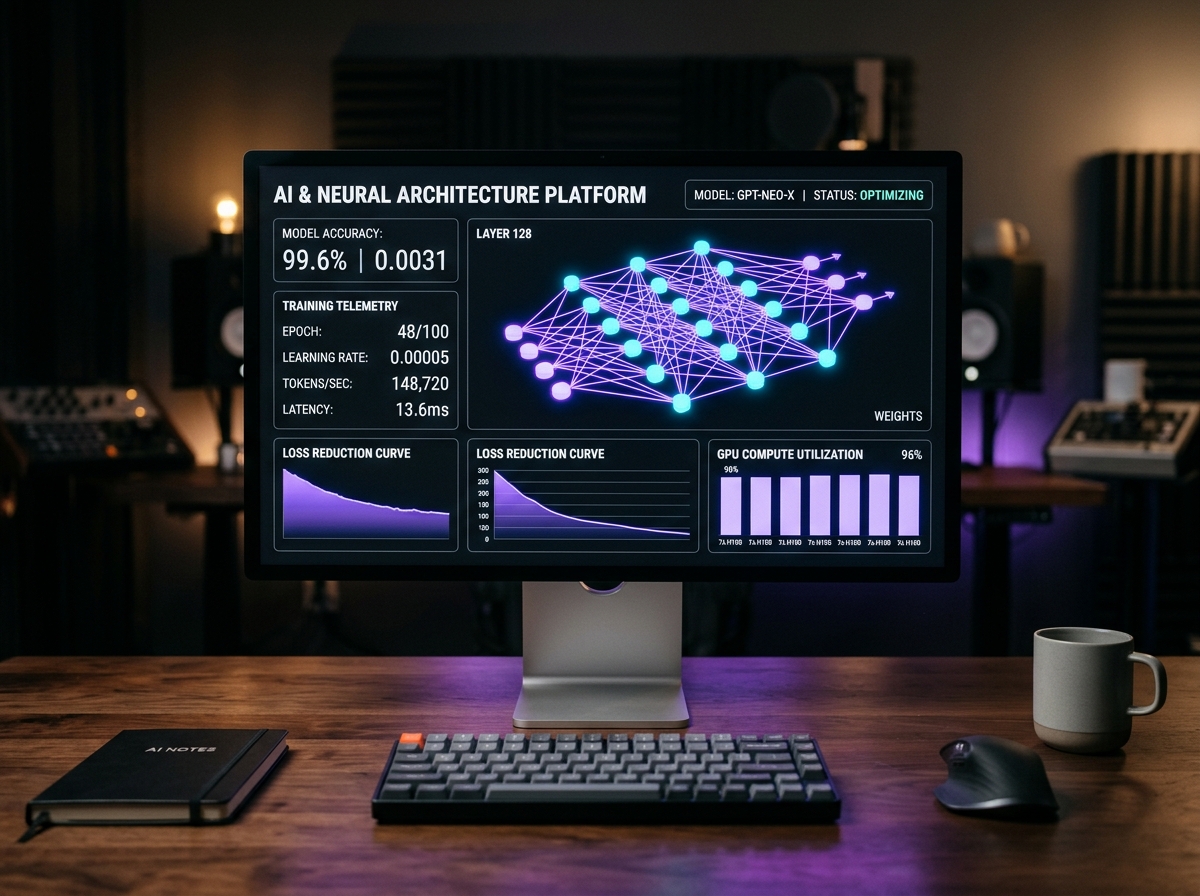 AI & NEURAL ARCHITECTURE PLATFORM
MODEL: GPT-NEO-X | STATUS: OPTIMIZING
MODEL ACCURACY:
99.6% | 0.0031
TRAINING TELEMETRY
EPOCH: 48/100
LEARNING RATE: 0.00005
TOKENS/SEC: 148,720
LATENCY: 13.6ms
LAYER 128
WEIGHTS
LOSS REDUCTION CURVE
LOSS REDUCTION CURVE
300
200
200
150
100
120
0
GPU COMPUTE UTILIZATION 96%
90%
AI NOTES